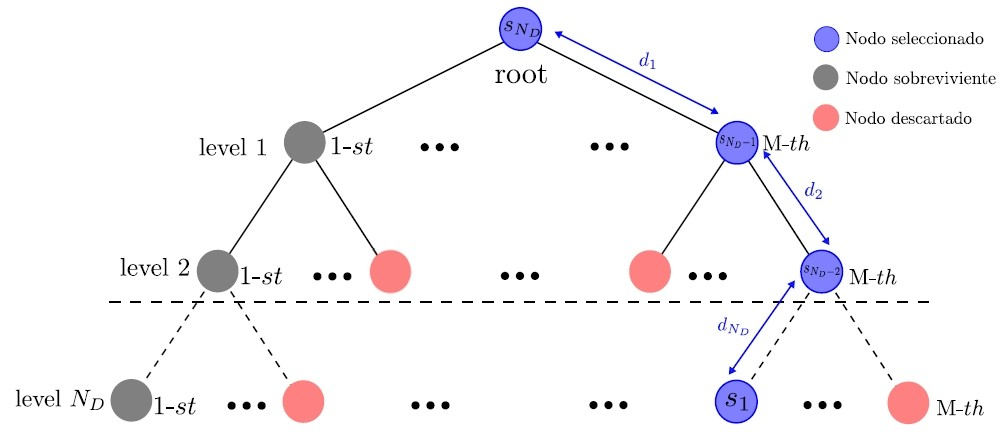 s_{N_D}
root
d_1
Nodo seleccionado
Nodo sobreviviente
Nodo descartado
level 1
1-st
s_{N_D-1}
M-th
d_2
level 2
1-st
s_{N_D-2}
M-th
d_{N_D}
level N_D
1-st
s_1
M-th